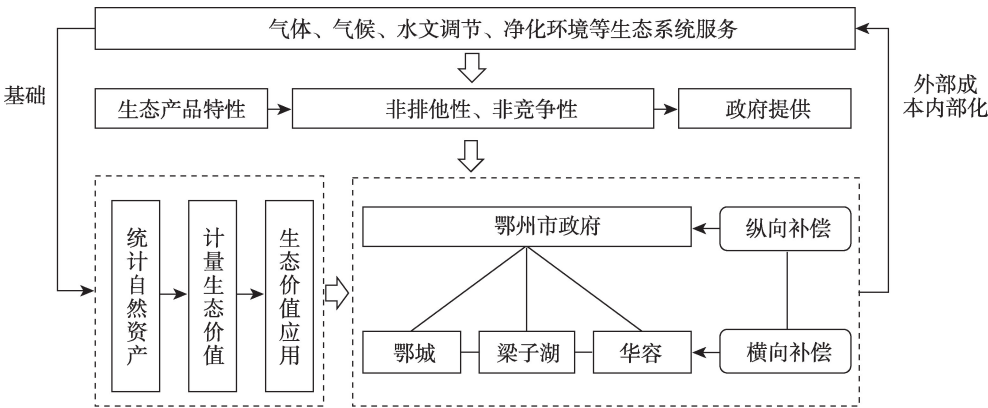 气体、气候、水文调节、净化环境等生态系统服务
基础
外部成
本内部化
生态产品特性
非排他性、非竞争性
政府提供
统计自然资产
计量生态价值
生态价值应用
鄂州市政府
纵向补偿
鄂城
梁子湖
华容
横向补偿